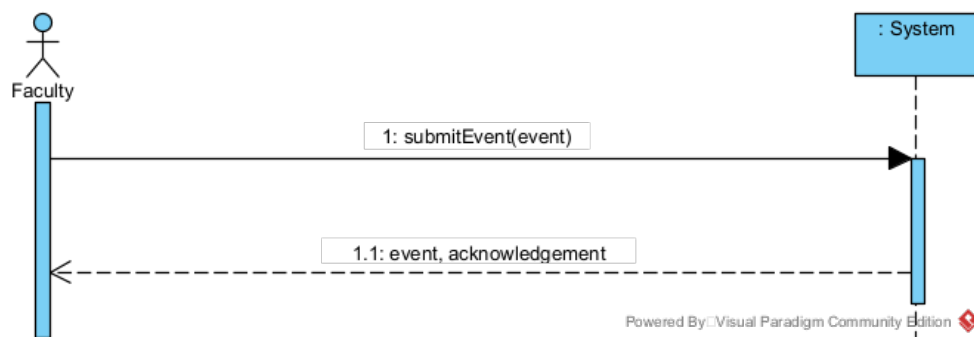 : System
Faculty
1: submitEvent(event)
1.1: event, acknowledgement
Powered By Visual Paradigm Community Edition